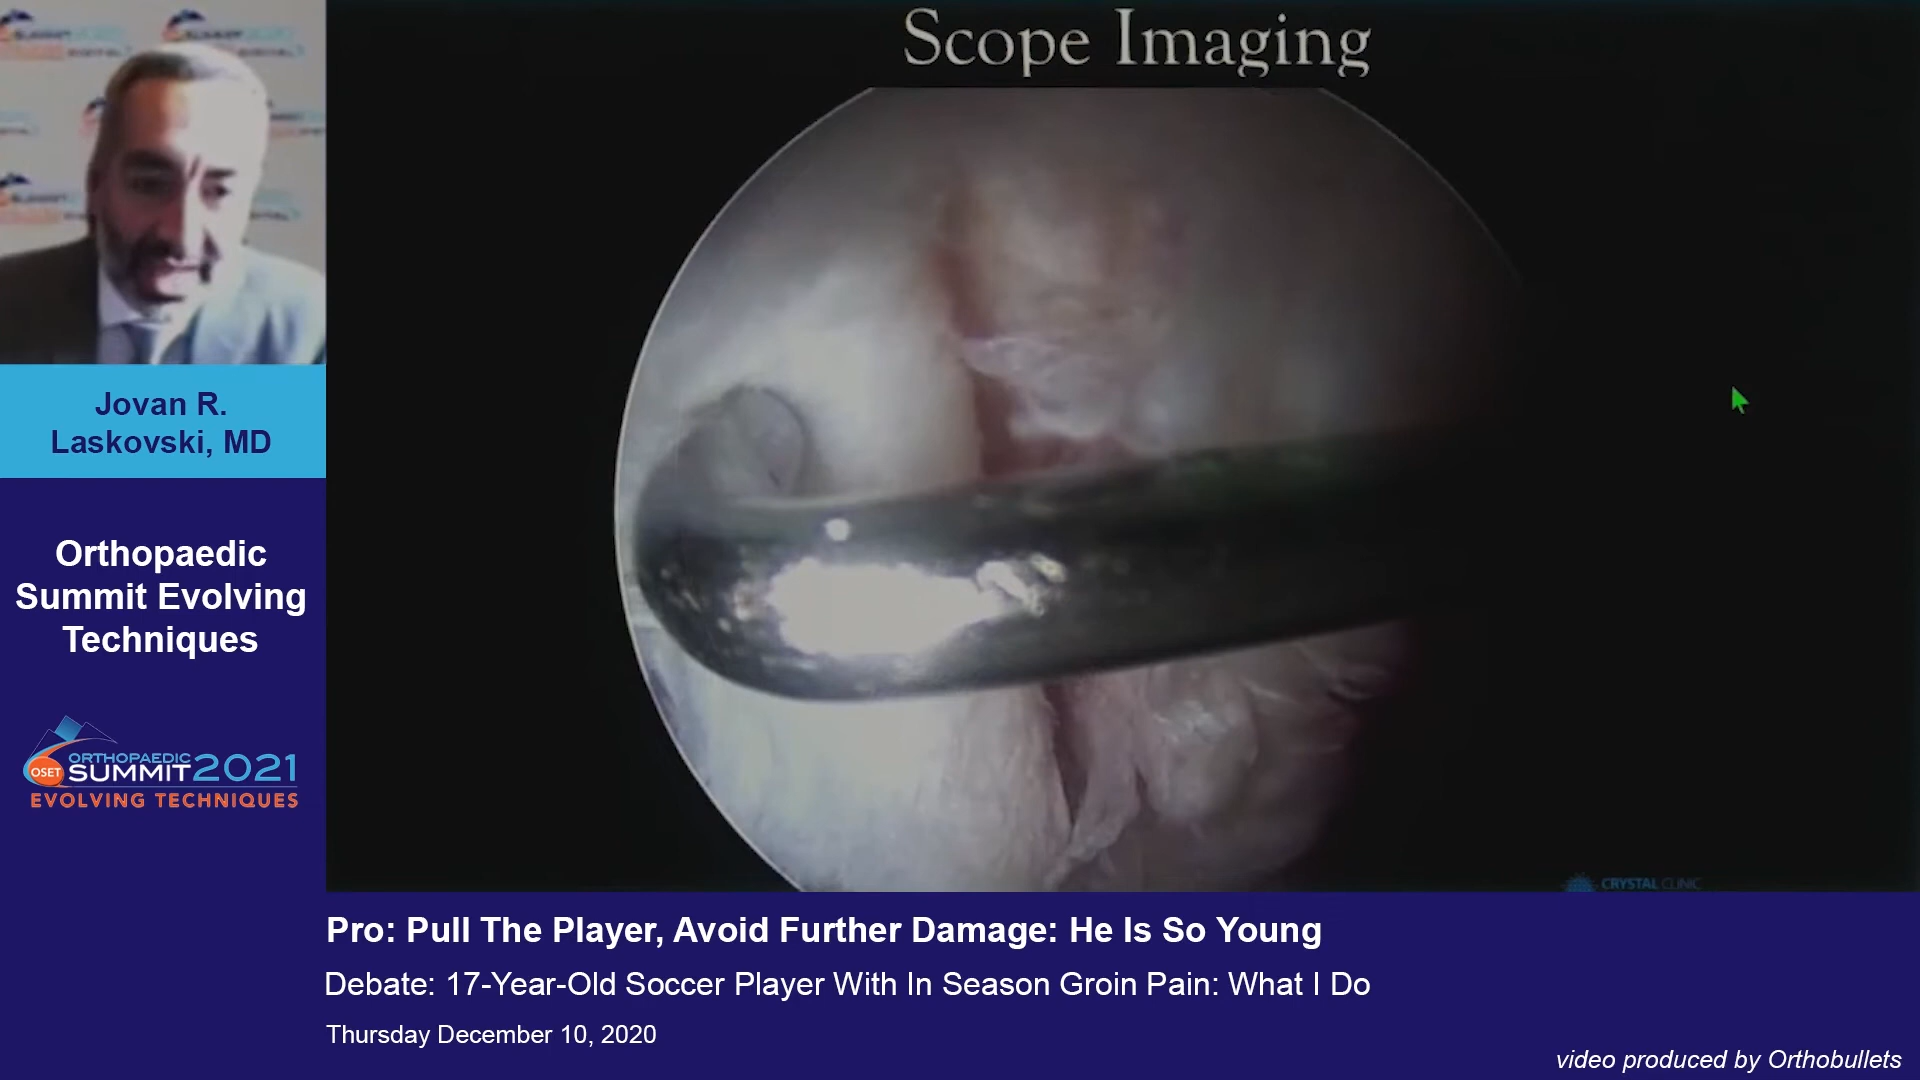 Scope Imaging
Jovan R.
Laskovski, MD
Orthopaedic
Summit Evolving
Techniques
OSET
ORTHOPAEDIC
SUMMIT 2021
EVOLVING TECHNIQUES
CRYSTAL CLINIC
Pro: Pull The Player, Avoid Further Damage: He Is So Young
Debate: 17-Year-Old Soccer Player With In Season Groin Pain: What I Do
Thursday December 10, 2020
video produced by Orthobullets